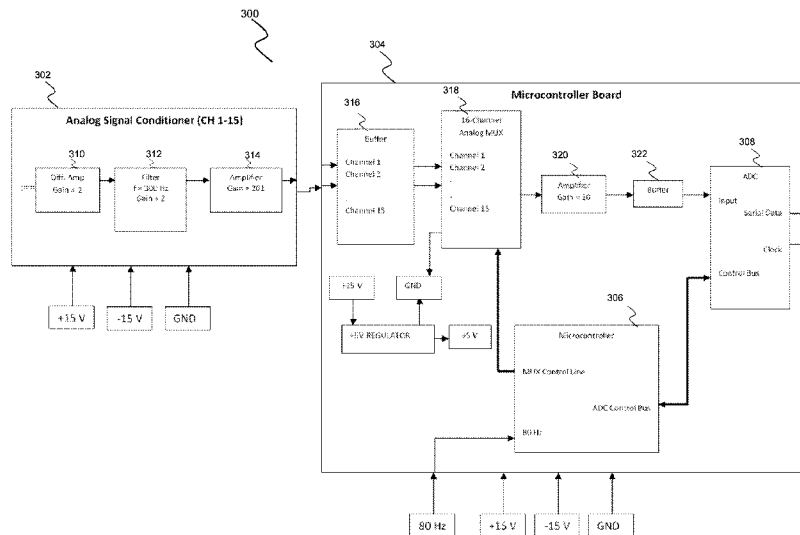 300
302
Analog Signal Conditioner (CH 1-15)
310
Diff. Amp
Gain = 2
312
Filter
F= 300 Hz
Gain = 2
314
Amplifier
Gain = 201
+15 V
-15 V
GND
304
Microcontroller Board
316
Buffer
Channel 1
Channel 2
.
.
Channel 15
318
16-Channel
Analog MUX
Channel 1
Channel 2
.
.
Channel 15
320
Amplifier
Gain = 10
322
Buffer
308
ADC
Input
Serial Data
Clock
Control Bus
+15 V
GND
+5V REGULATOR
+5 V
306
Microcontroller
MUX Control Line
ADC Control Bus
80 Hz
80 Hz
+15 V
-15 V
GND